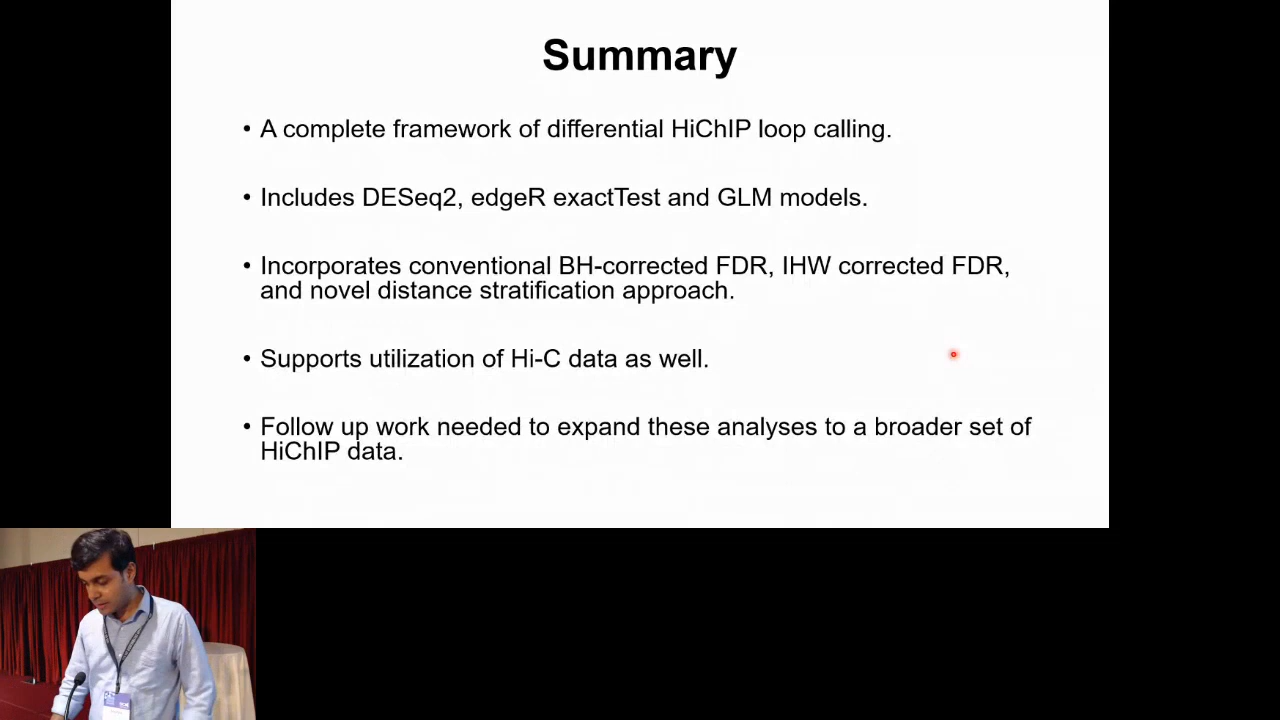 Summary
• A complete framework of differential HiChIP loop calling.
• Includes DESeq2, edgeR exactTest and GLM models.
• Incorporates conventional BH-corrected FDR, IHW corrected FDR,
and novel distance stratification approach.
• Supports utilization of Hi-C data as well.
• Follow up work needed to expand these analyses to a broader set of
HiChIP data.